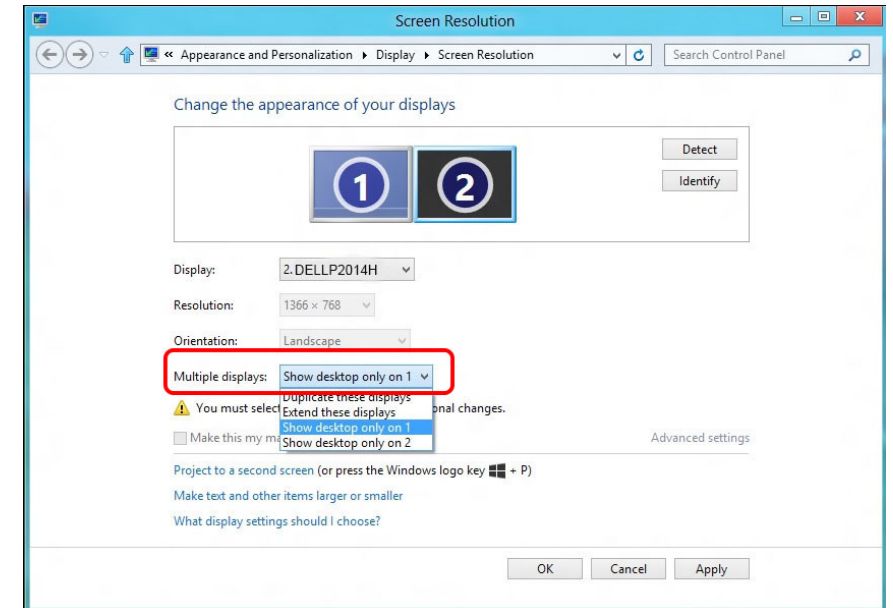 Screen Resolution
« Appearance and Personalization Display Screen Resolution Search Control Panel
Change the appearance of your displays
1 2
Detect
Identify
Display: 2. DELLP2014H
Resolution: 1366 × 768
Orientation: Landscape
Multiple displays: Show desktop only on 1
Duplicate these displays
You must select onal changes.
Extend these displays
Show desktop only on 1
Make this my ma Advanced settings
Show desktop only on 2
Project to a second screen (or press the Windows logo key + P)
Make text and other items larger or smaller
What display settings should I choose?
OK Cancel Apply